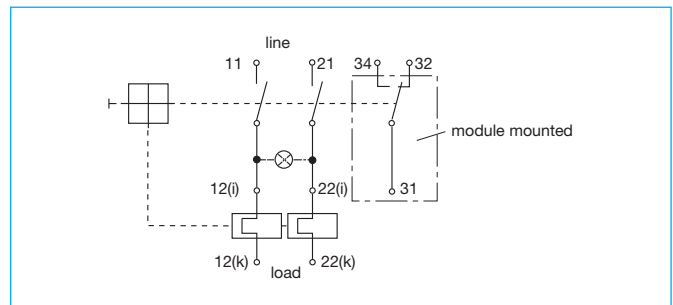 line
11 21 34 32
module mounted
12(i) 22(i) 31
12(k) 22(k)
load